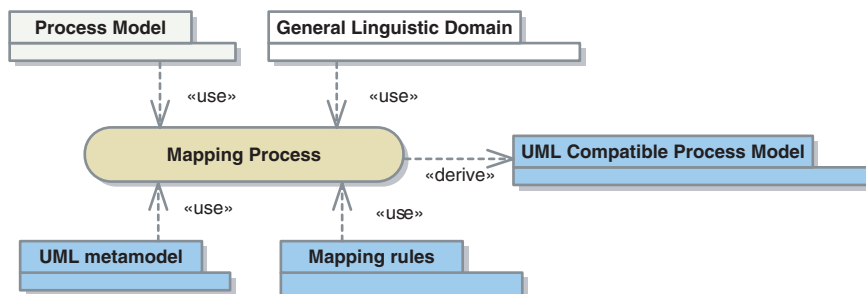 Process Model
General Linguistic Domain
«use»
«use»
Mapping Process
UML Compatible Process Model
«derive»
«use»
«use»
UML metamodel
Mapping rules